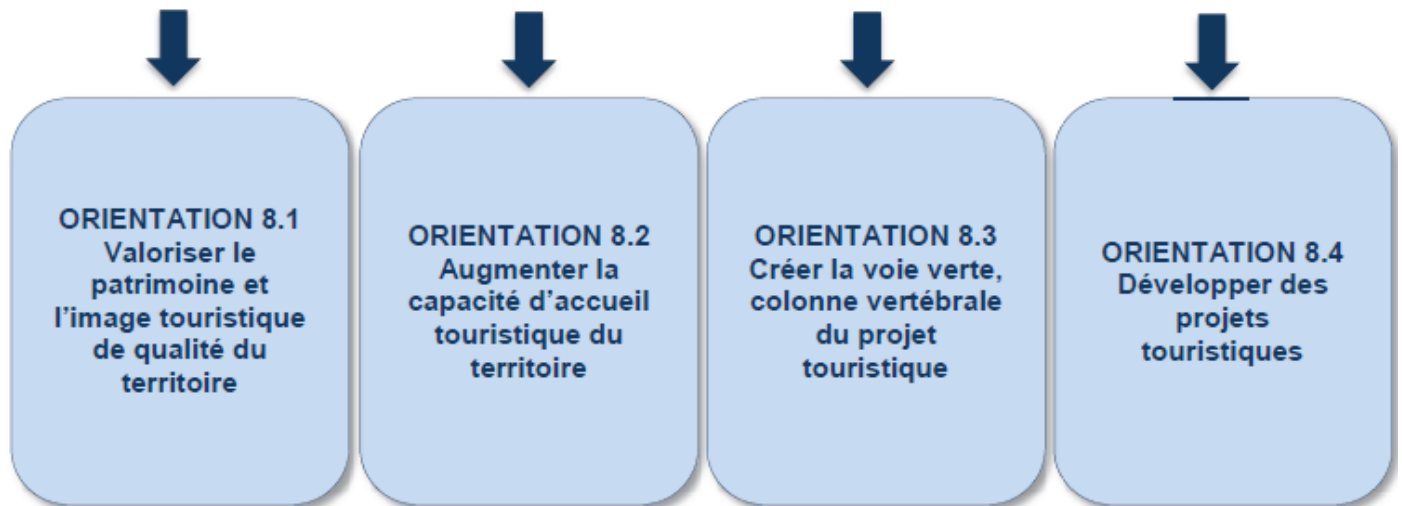 ORIENTATION 8.1
Valoriser le
patrimoine et
l’image touristique
de qualité du
territoire
ORIENTATION 8.2
Augmenter la
capacité d’accueil
touristique du
territoire
ORIENTATION 8.3
Créer la voie verte,
colonne vertébrale
du projet
touristique
ORIENTATION 8.4
Développer des
projets
touristiques